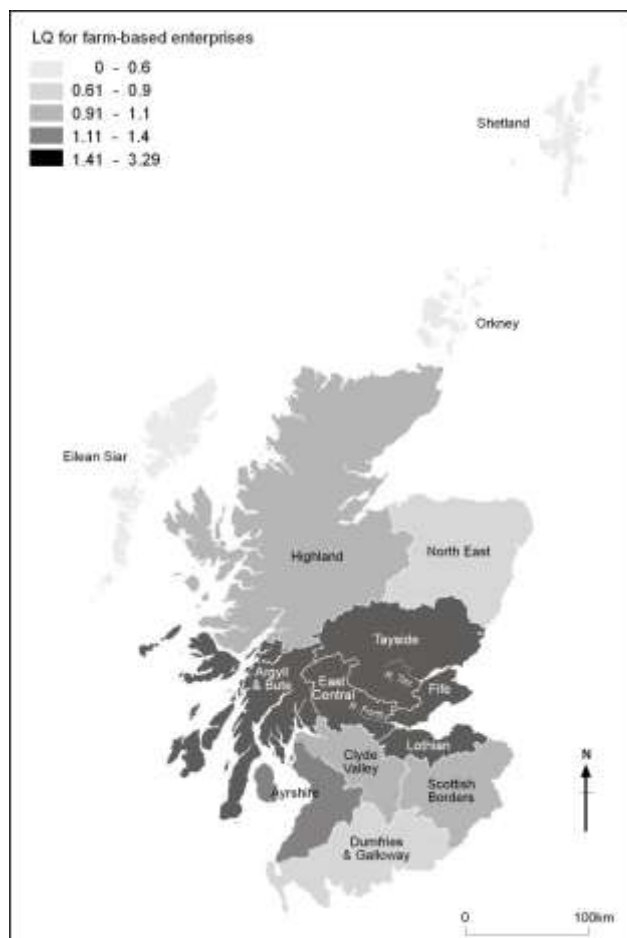 LQ for farm-based enterprises
0 - 0.6
0.61 - 0.9
0.91 - 1.1
1.11 - 1.4
1.41 - 3.29
Shetland
Orkney
Eilean Siar
Highland
North East
Tayside
Argyll
& Bute
East
Central
R. Tay
Fife
R. Forth
Lothian
Clyde
Valley
N
Ayrshire
Scottish
Borders
Dumfries
& Galloway
0 100km